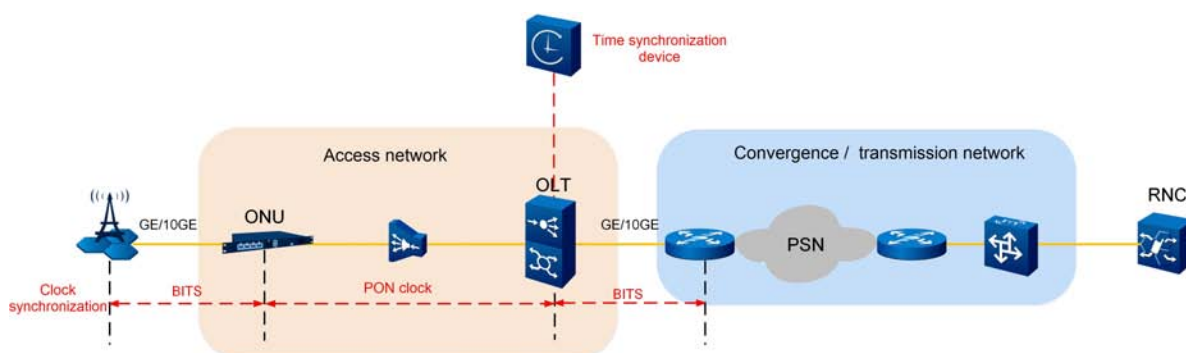 Time synchronization
device
Access network
Convergence / transmission network
OLT
RNC
GE/10GE
ONU
GE/10GE
PSN
Clock
synchronization
BITS
PON clock
BITS